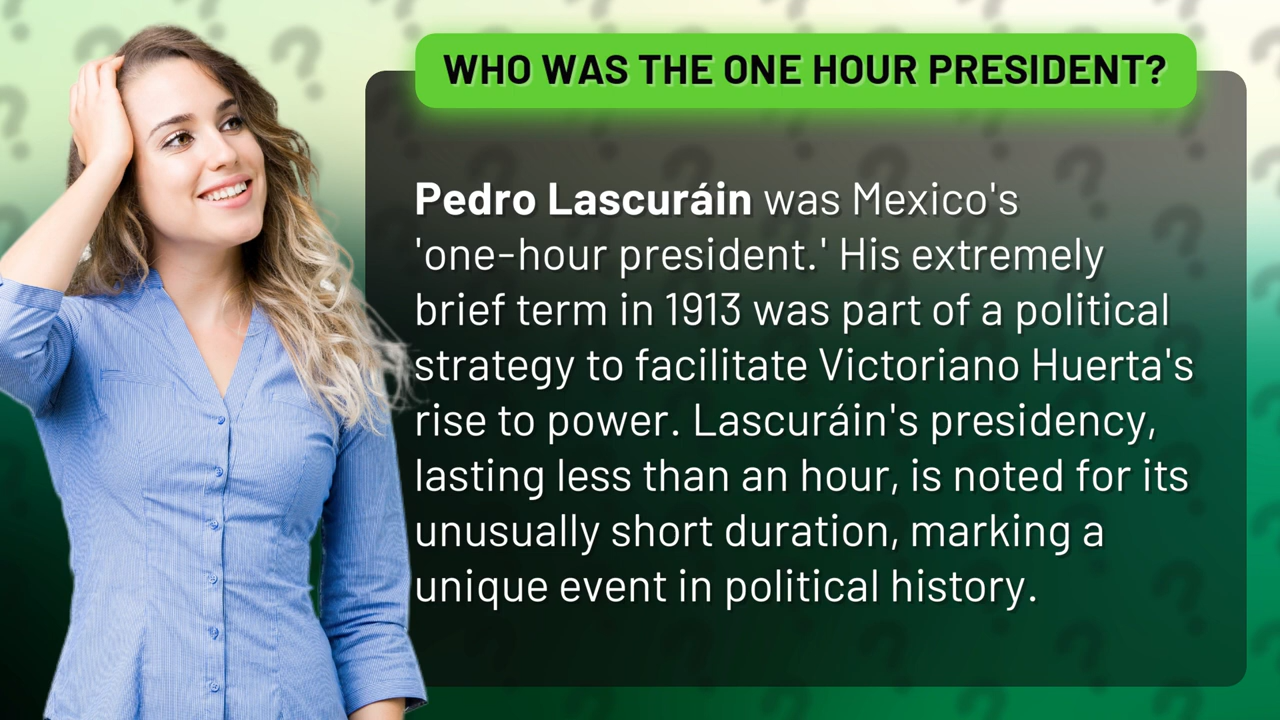 WHO WAS THE ONE HOUR PRESIDENT?
Pedro Lascuráin was Mexico's
'one-hour president.' His extremely
brief term in 1913 was part of a political
strategy to facilitate Victoriano Huerta's
rise to power. Lascuráin's presidency,
lasting less than an hour, is noted for its
unusually short duration, marking a
unique event in political history.